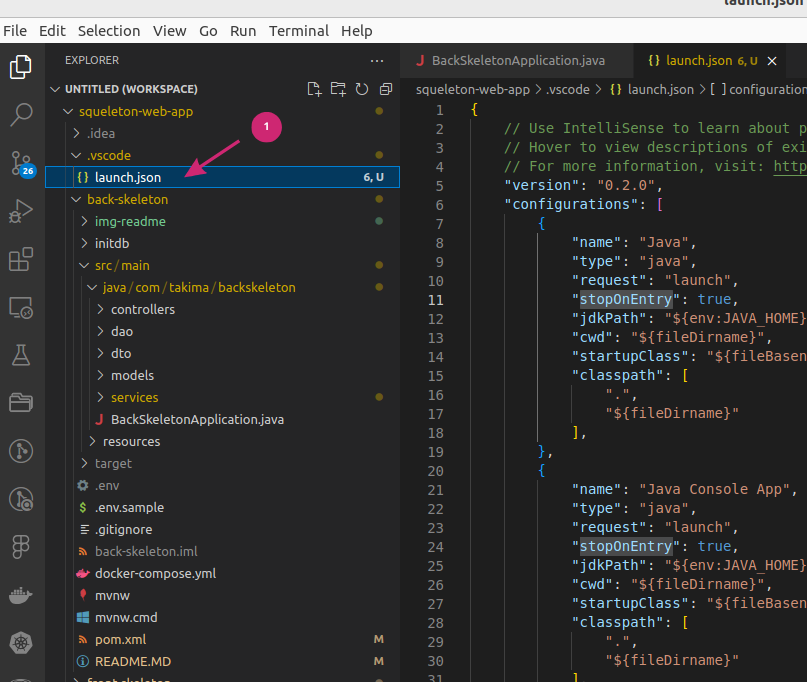 launch.json
File Edit Selection View Go Run Terminal Help
EXPLORER
BackSkeletonApplication.java
launch.json 6, U
UNTITLED (WORKSPACE)
squeleton-web-app > .vscode > {} launch.json > [ ] configuration
squeleton-web-app
.idea
1
.vscode
{} launch.json 6, U
26
back-skeleton
img-readme
initdb
src/main
java/com/takima/backskeleton
controllers
dao
dto
models
services
BackSkeletonApplication.java
resources
target
.env
.env.sample
.gitignore
back-skeleton.iml
docker-compose.yml
mvnw
mvnw.cmd
pom.xml M
README.MD M
1 {
2 // Use IntelliSense to learn about p
3 // Hover to view descriptions of exi
4 // For more information, visit: http
5 "version": "0.2.0",
6 "configurations": [
7 {
8 "name": "Java",
9 "type": "java",
10 "request": "launch",
11 "stopOnEntry": true,
12 "jdkPath": "${env:JAVA_HOME}
13 "cwd": "${fileDirname}",
14 "startupClass": "${fileBasen
15 "classpath": [
16 ".",
17 "${fileDirname}"
18 ],
19 },
20 {
21 "name": "Java Console App",
22 "type": "java",
23 "request": "launch",
24 "stopOnEntry": true,
25 "jdkPath": "${env:JAVA_HOME}
26 "cwd": "${fileDirname}",
27 "startupClass": "${fileBasen
28 "classpath": [
29 ".",
30 "${fileDirname}"
31 ]